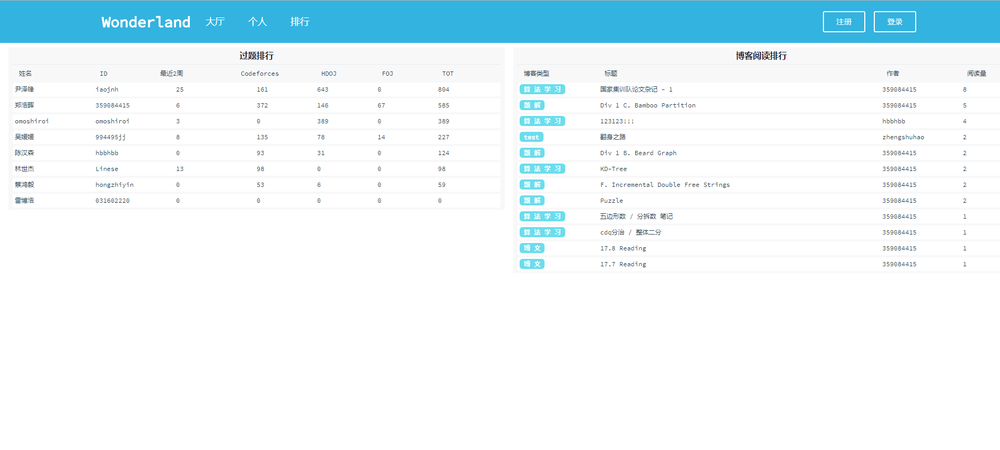 Wonderland 大厅 个人 排行 注册 登录
过题排行
姓名 ID 最近2周 Codeforces HDOJ FOJ TOT
尹泽锋 iaojnh 25 161 643 0 804
郑浩晖 359084415 6 372 146 67 585
omoshiroi omoshiroi 3 0 389 0 389
吴媛媛 994495jj 8 135 78 14 227
陈汉森 hbbhbb 0 93 31 0 124
林世杰 Linese 13 98 0 0 98
蔡鸿毅 hongzhiyin 0 53 6 0 59
雷博浩 031602220 0 0 0 0 0
博客阅读排行
博客类型 标题 作者 阅读量
算法学习 国家集训队论文杂记 - 1 359084415 8
题解 Div 1 C. Bamboo Partition 359084415 5
算法学习 123123!!! hbbhbb 4
test 翻身之路 zhengshuhao 2
题解 Div 1 B. Beard Graph 359084415 2
算法学习 KD-Tree 359084415 2
题解 F. Incremental Double Free Strings 359084415 2
题解 Puzzle 359084415 2
算法学习 五边形数 / 分拆数 笔记 359084415 1
算法学习 cdq分治 / 整体二分 359084415 1
博文 17.8 Reading 359084415 1
博文 17.7 Reading 359084415 1